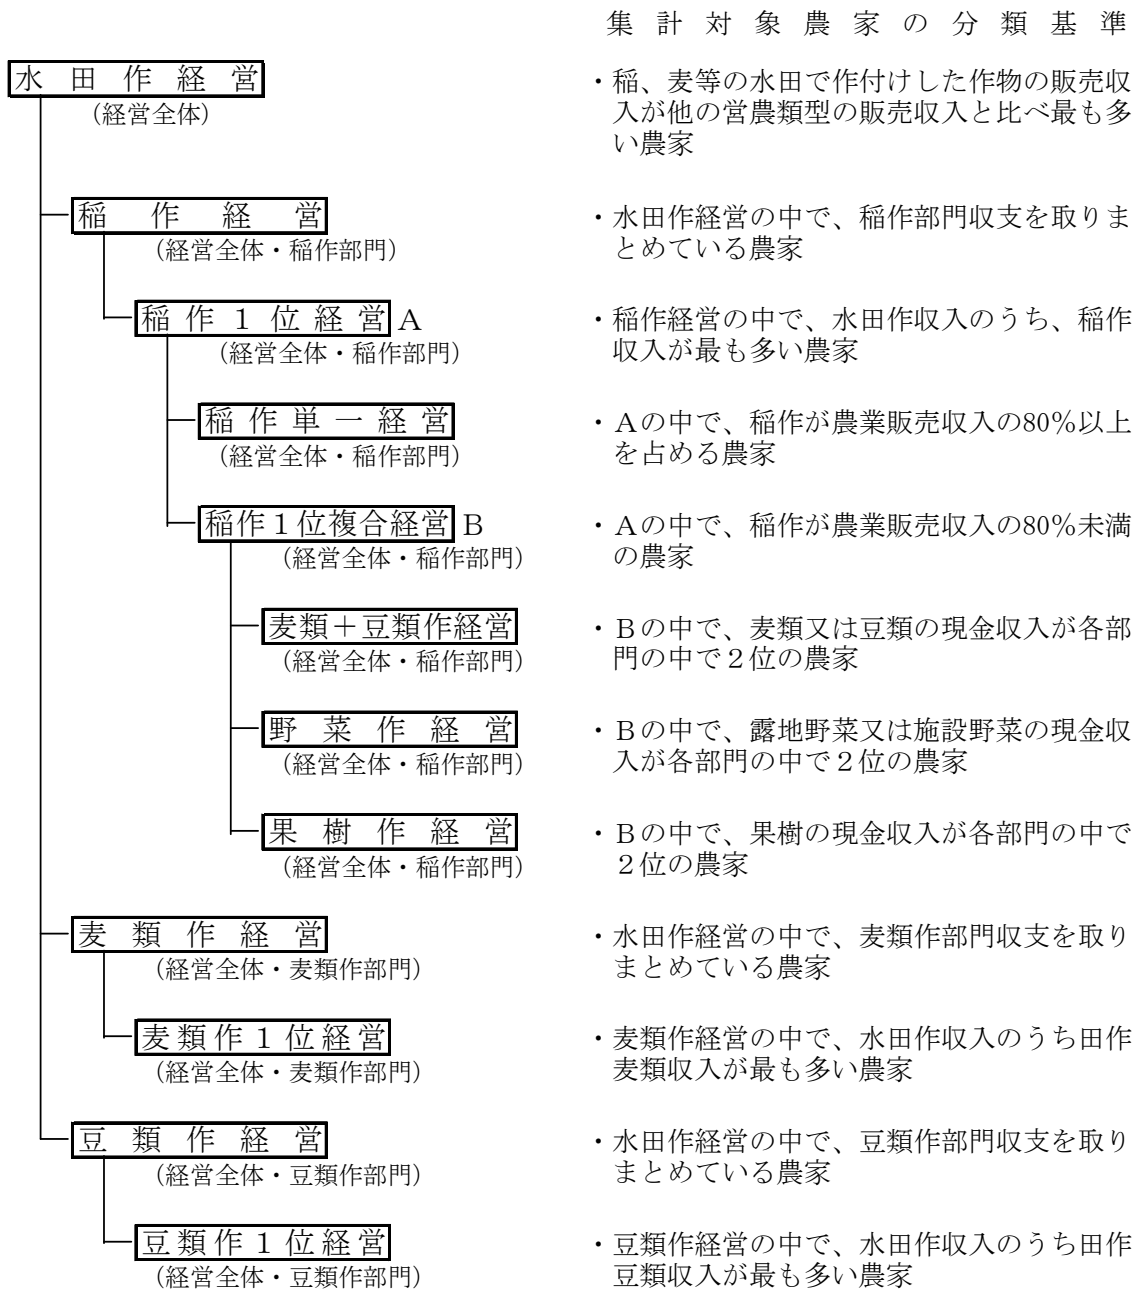 集計対象農家の分類基準
水田作経営
（経営全体）
・稲、麦等の水田で作付けした作物の販売収
入が他の営農類型の販売収入と比べ最も多
い農家
稲作経営
（経営全体・稲作部門）
・水田作経営の中で、稲作部門収支を取りま
とめている農家
稲作１位経営 A
（経営全体・稲作部門）
・稲作経営の中で、水田作収入のうち、稲作
収入が最も多い農家
稲作単一経営
（経営全体・稲作部門）
・Aの中で、稲作が農業販売収入の80％以上
を占める農家
稲作１位複合経営 B
（経営全体・稲作部門）
・Aの中で、稲作が農業販売収入の80％未満
の農家
麦類＋豆類作経営
（経営全体・稲作部門）
・Bの中で、麦類又は豆類の現金収入が各部
門の中で２位の農家
野菜作経営
（経営全体・稲作部門）
・Bの中で、露地野菜又は施設野菜の現金収
入が各部門の中で２位の農家
果樹作経営
（経営全体・稲作部門）
・Bの中で、果樹の現金収入が各部門の中で
２位の農家
麦類作経営
（経営全体・麦類作部門）
・水田作経営の中で、麦類作部門収支を取り
まとめている農家
麦類作１位経営
（経営全体・麦類作部門）
・麦類作経営の中で、水田作収入のうち田作
麦類収入が最も多い農家
豆類作経営
（経営全体・豆類作部門）
・水田作経営の中で、豆類作部門収支を取り
まとめている農家
豆類作１位経営
（経営全体・豆類作部門）
・豆類作経営の中で、水田作収入のうち田作
豆類収入が最も多い農家